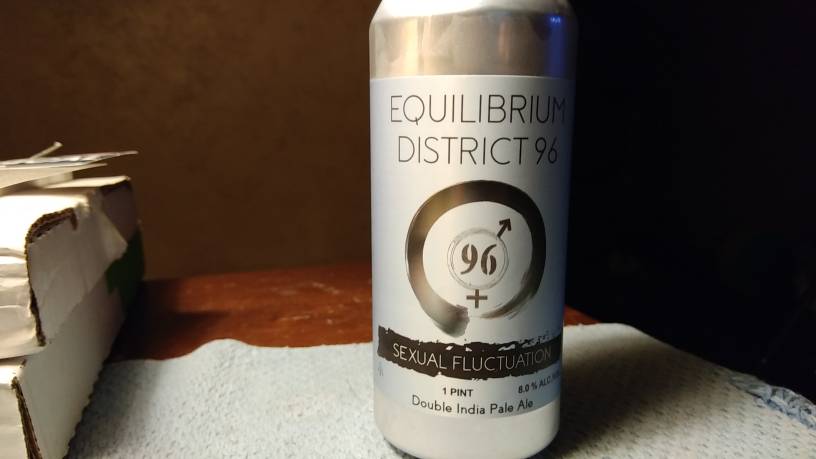 EQUILIBRIUM
DISTRICT 96
96
SEXUAL FLUCTUATION
1 PINT 8.0 % ALC.
Double India Pale Ale